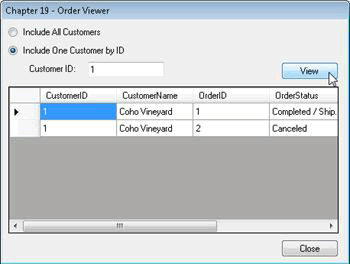 Chapter 19 - Order Viewer
Include All Customers
Include One Customer by ID
Customer ID: 1
View
CustomerID CustomerName OrderID OrderStatus
1 Coho Vineyard 1 Completed / Ship.
1 Coho Vineyard 2 Canceled
Close